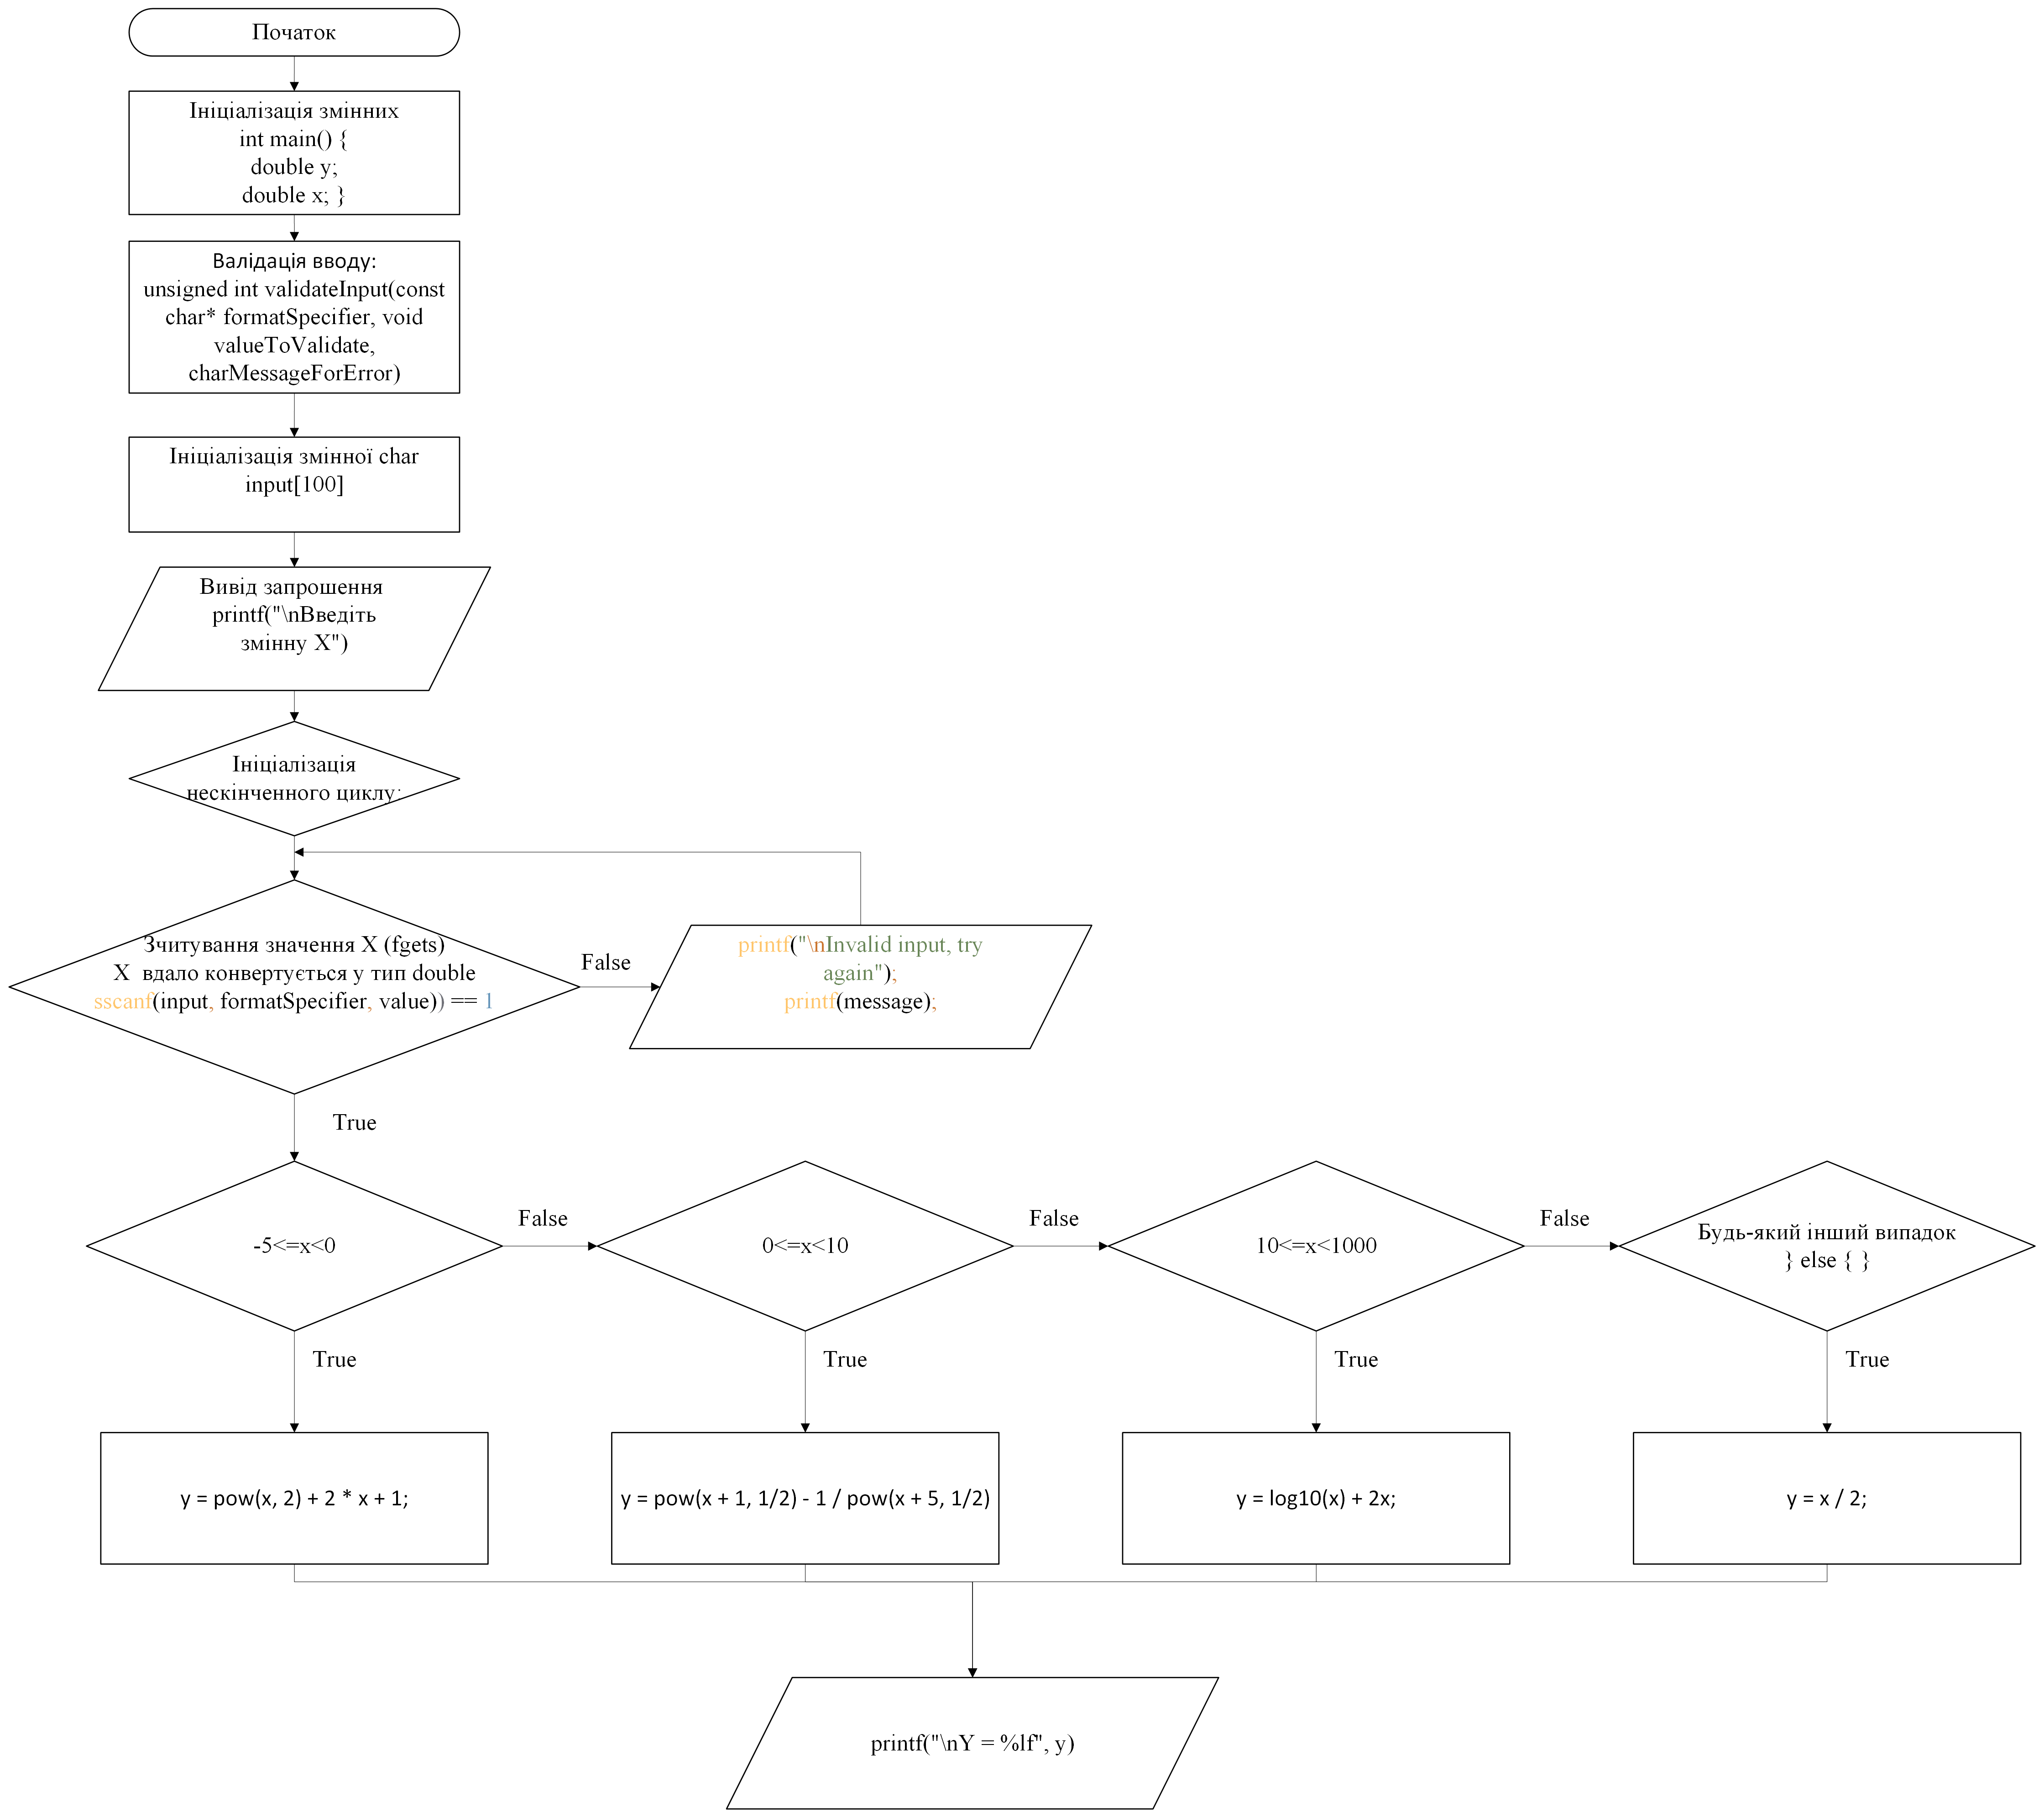 Початок
Ініціалізація змінних
int main() {
double y;
double x; }
Валідація вводу:
unsigned int validateInput(const
char* formatSpecifier, void
valueToValidate,
charMessageForError)
Ініціалізація змінної char
input[100]
Вивід запрошення
printf("\nВведіть
змінну X")
Ініціалізація
нескінченного циклу:
Зчитування значення X (fgets)
X  вдало конвертується у тип double
sscanf(input, formatSpecifier, value)) == 1
False
printf("\nInvalid input, try
again");
printf(message);
True
-5<=x<0
False
0<=x<10
False
10<=x<1000
False
Будь-який інший випадок
} else { }
True
True
True
True
y = pow(x, 2) + 2 * x + 1;
y = pow(x + 1, 1/2) - 1 / pow(x + 5, 1/2)
y = log10(x) + 2x;
y = x / 2;
printf("\nY = %lf", y)